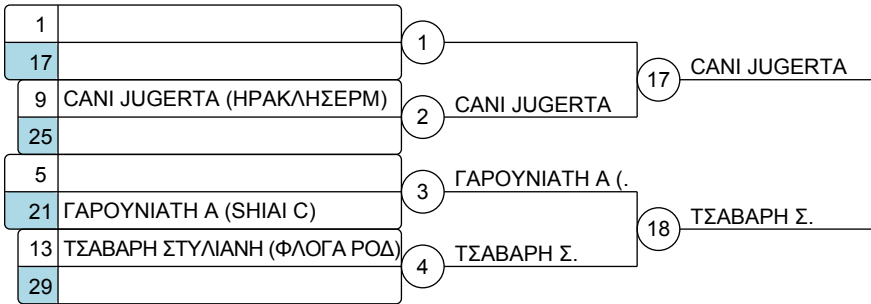 1
17
1
17
CANI JUGERTA
9 CANI JUGERTA (ΗΡΑΚΛΗΣΕΡΜ)
2
CANI JUGERTA
25
5
3
ΓΑΡΟΥΝΙΑΤΗ Α (.
21 ΓΑΡΟΥΝΙΑΤΗ Α (SHIAI C)
18
ΤΣΑΒΑΡΗ Σ.
13 ΤΣΑΒΑΡΗ ΣΤΥΛΙΑΝΗ (ΦΛΟΓΑ ΡΟΔ)
4
ΤΣΑΒΑΡΗ Σ.
29